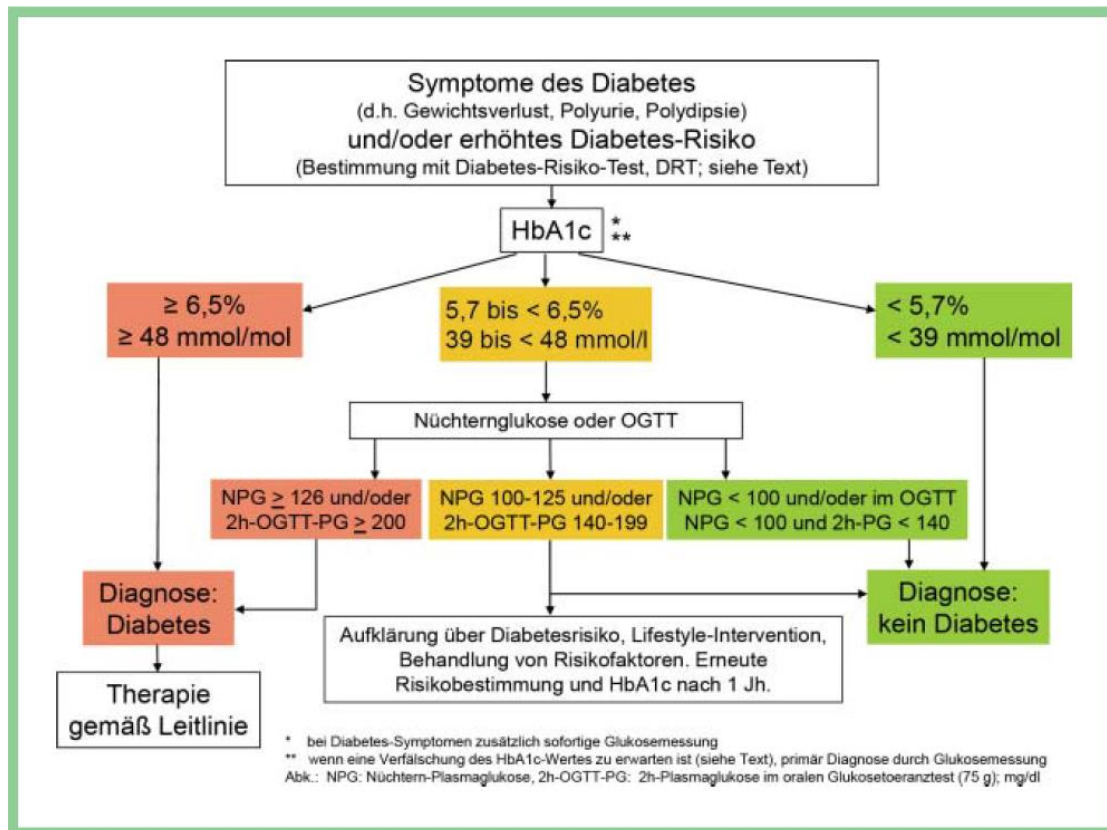 Symptome des Diabetes
(d.h. Gewichtsverlust, Polyurie, Polydipsie)
und/oder erhöhtes Diabetes-Risiko
(Bestimmung mit Diabetes-Risiko-Test, DRT; siehe Text)
HbA1c *
**
≥ 6,5%
≥ 48 mmol/mol
5,7 bis < 6,5%
39 bis < 48 mmol/l
< 5,7%
< 39 mmol/mol
Nüchternglukose oder OGTT
NPG ≥ 126 und/oder
2h-OGTT-PG ≥ 200
NPG 100-125 und/oder
2h-OGTT-PG 140-199
NPG < 100 und/oder im OGTT
NPG < 100 und 2h-PG < 140
Diagnose:
Diabetes
Aufklärung über Diabetesrisiko, Lifestyle-Intervention,
Behandlung von Risikofaktoren. Erneute
Risikobestimmung und HbA1c nach 1 Jh.
Diagnose:
kein Diabetes
Therapie
gemäß Leitlinie
* bei Diabetes-Symptomen zusätzlich sofortige Glukosemessung
** wenn eine Verfälschung des HbA1c-Wertes zu erwarten ist (siehe Text), primär Diagnose durch Glukosemessung
Abk.: NPG: Nüchtern-Plasmaglukose, 2h-OGTT-PG: 2h-Plasmaglukose im oralen Glukosetoeranztest (75 g); mg/dl